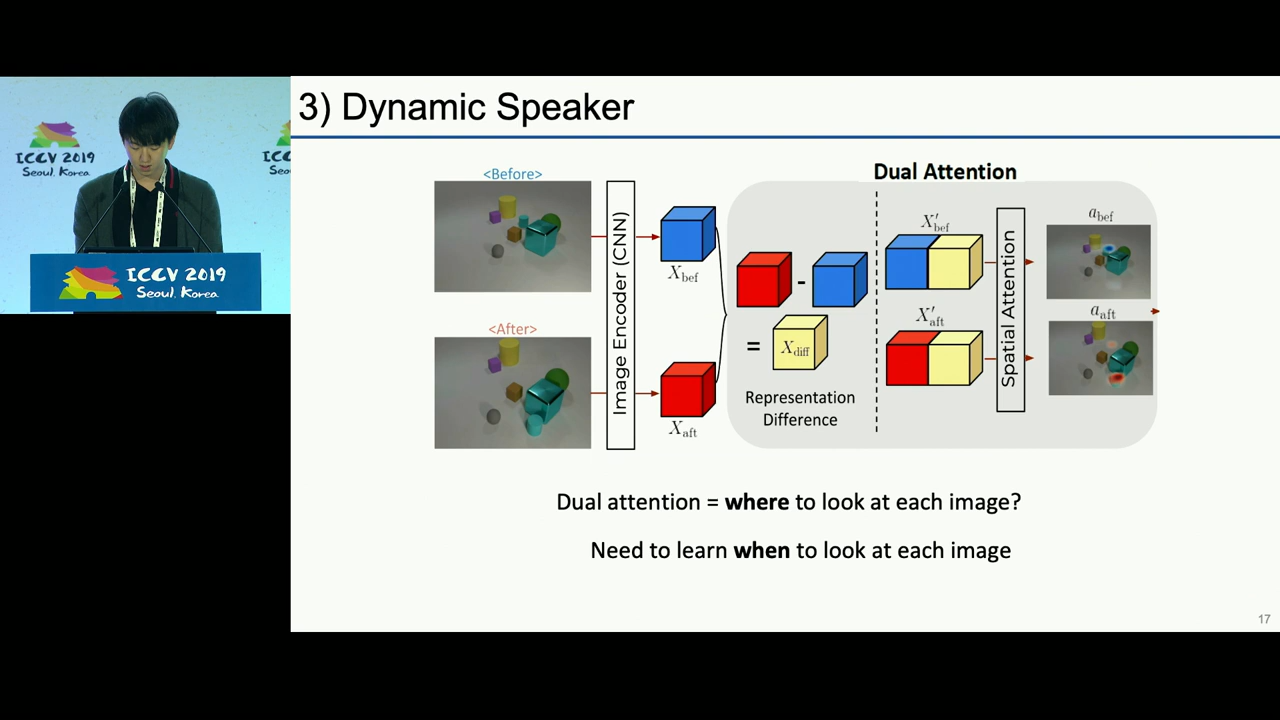 ICCV 2019
Seoul, Korea
ICC
Seo
ICCV 2019
Seoul, Korea
3) Dynamic Speaker
<Before>
<After>
Image Encoder (CNN)
X_bef
X_aft
Dual Attention
-
= X_diff
Representation
Difference
X'_bef
X'_aft
Spatial Attention
a_bef
a_aft
Dual attention = where to look at each image?
Need to learn when to look at each image
17